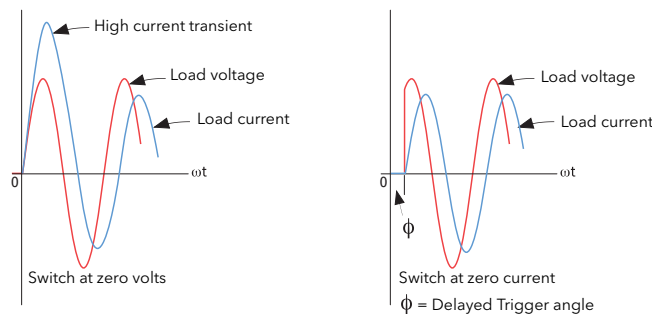 High current transient
Load voltage
Load current
ωt
0
Switch at zero volts
Load voltage
Load current
ωt
0
ϕ
Switch at zero current
ϕ = Delayed Trigger angle